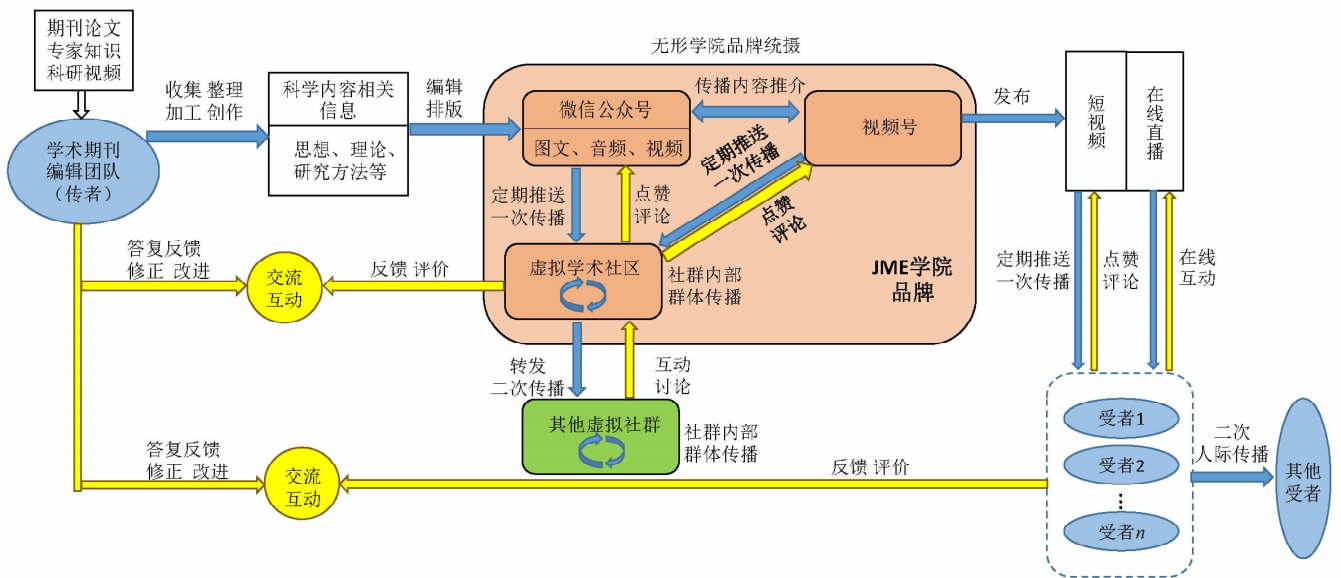 期刊论文
专家知识
科研视频
学术期刊
编辑团队
（传者）
收集 整理
加工 创作
科学内容相关
信息
思想、理论、
研究方法等
编辑
排版
无形学院品牌统摄
微信公众号
图文、音频、视频
传播内容推介
视频号
定期推送
一次传播
点赞
评论
定期推送
一次传播
点赞
评论
虚拟学术社区
社群内部
群体传播
JME学院
品牌
发布
短视频
在线直播
定期推送
一次传播
点赞
评论
在线
互动
答复反馈
修正 改进
交流
互动
反馈 评价
转发
二次传播
互动
讨论
其他虚拟社群
社群内部
群体传播
答复反馈
修正 改进
交流
互动
反馈 评价
受者1
受者2
受者n
二次
人际传播
其他
受者